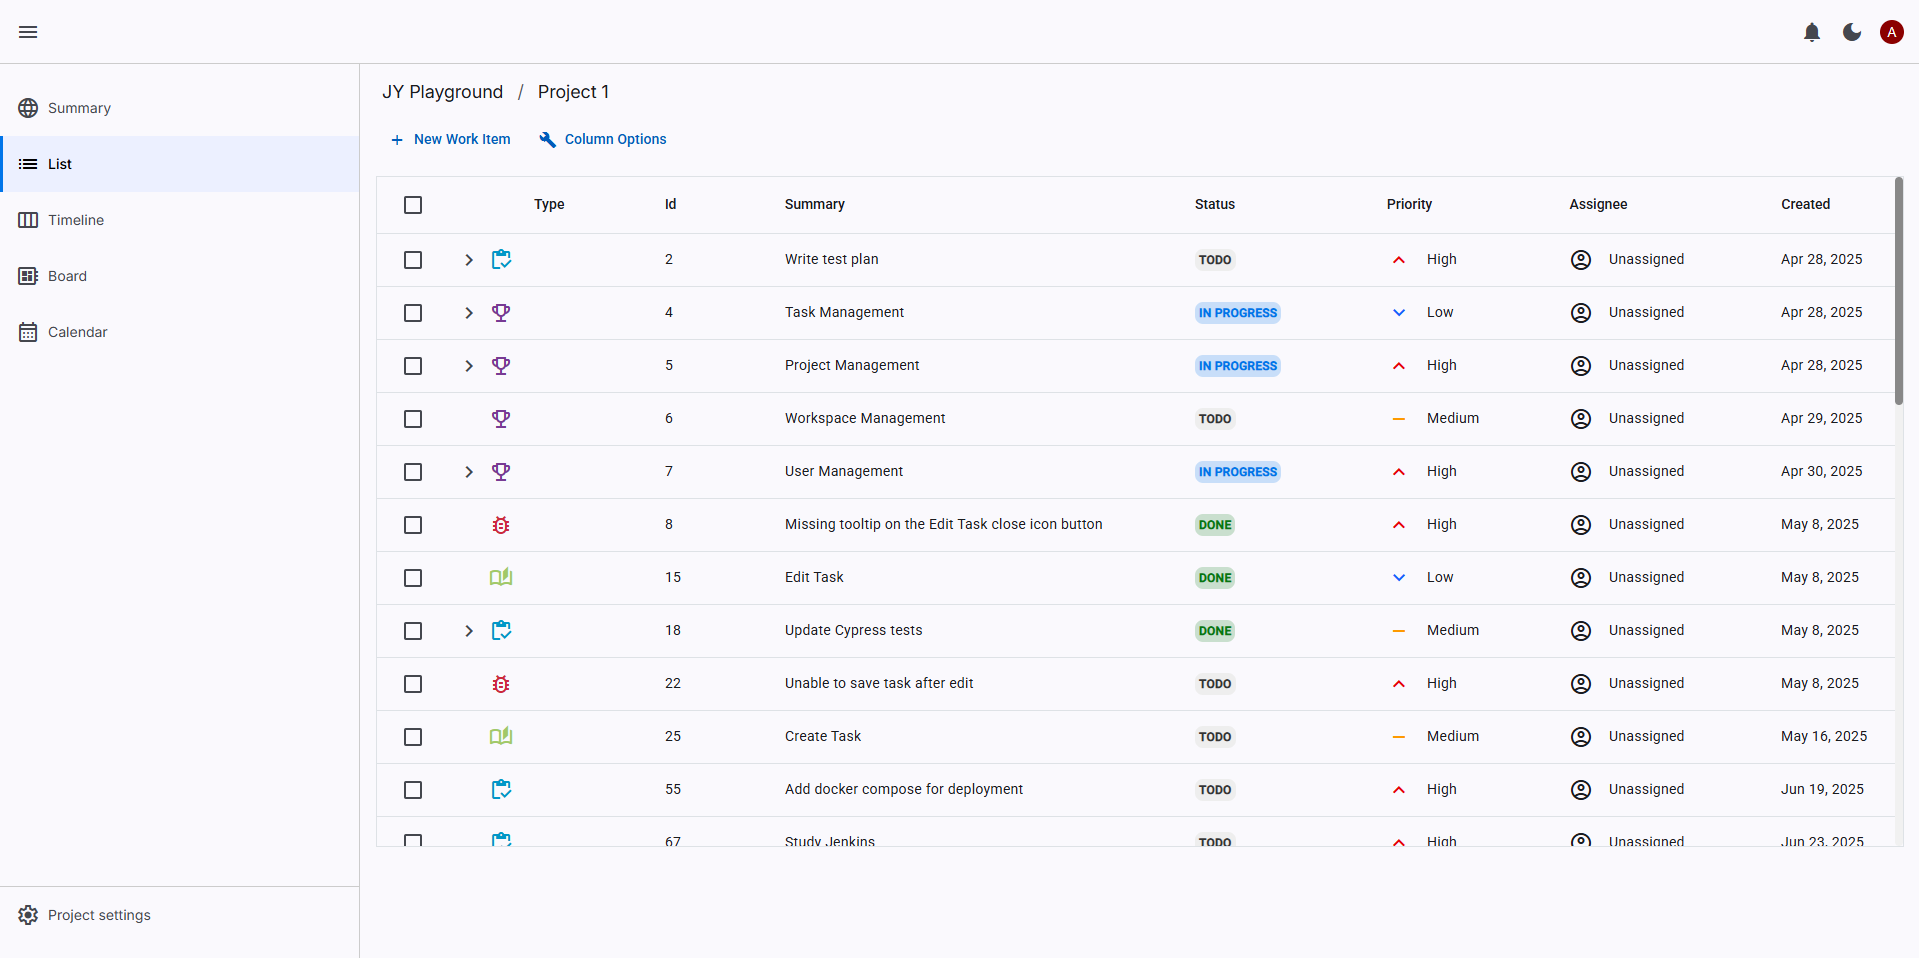 A
Summary
List
Timeline
Board
Calendar
Project settings
JY Playground / Project 1
+ New Work Item Column Options
Type Id Summary Status Priority Assignee Created
2 Write test plan TODO High Unassigned Apr 28, 2025
4 Task Management IN PROGRESS Low Unassigned Apr 28, 2025
5 Project Management IN PROGRESS High Unassigned Apr 28, 2025
6 Workspace Management TODO Medium Unassigned Apr 29, 2025
7 User Management IN PROGRESS High Unassigned Apr 30, 2025
8 Missing tooltip on the Edit Task close icon button DONE High Unassigned May 8, 2025
15 Edit Task DONE Low Unassigned May 8, 2025
18 Update Cypress tests DONE Medium Unassigned May 8, 2025
22 Unable to save task after edit TODO High Unassigned May 8, 2025
25 Create Task TODO Medium Unassigned May 16, 2025
55 Add docker compose for deployment TODO High Unassigned Jun 19, 2025
67 Study Jenkins TODO High Unassigned Jun 23, 2025